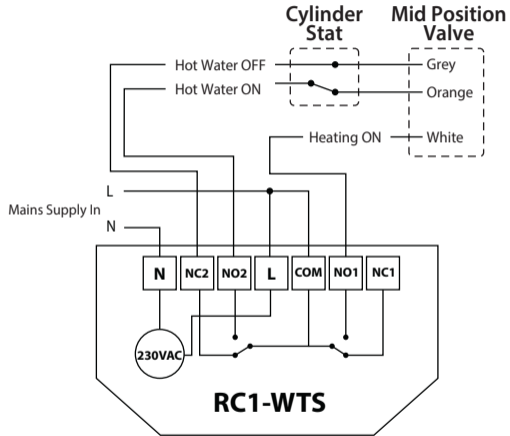 Cylinder
Stat
Mid Position
Valve
Hot Water OFF
Grey
Hot Water ON
Orange
Heating ON
White
L
Mains Supply In
N
N NC2 NO2 L COM NO1 NC1
230VAC
RC1-WTS